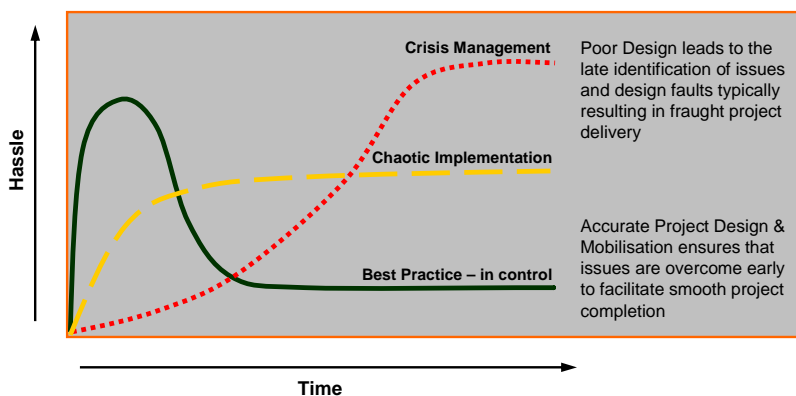 Crisis Management
Poor Design leads to the
late identification of issues
and design faults typically
resulting in fraught project
delivery
Hassle
Chaotic Implementation
Accurate Project Design &
Mobilisation ensures that
issues are overcome early
to facilitate smooth project
completion
Best Practice – in control
Time